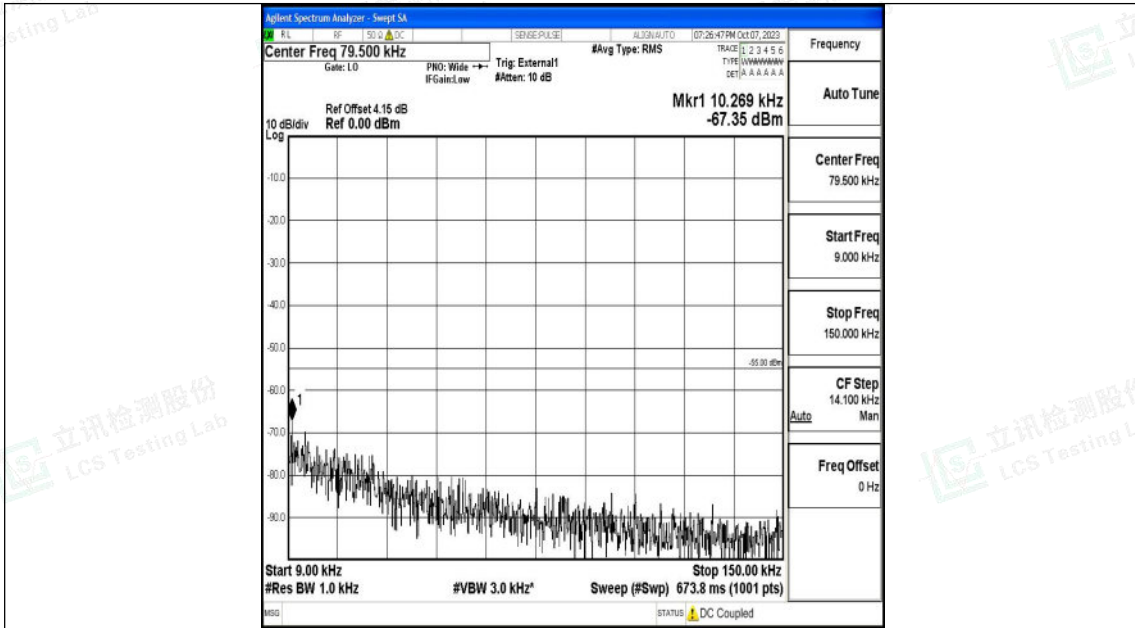 Agilent Spectrum Analyzer - Swept SA
RL RF 50 Ω DC SENSE:PULSE ALIGN AUTO 07:26:47 PM Oct 07, 2023
Center Freq 79.500 kHz
Gate: LO
PNO: Wide
IFGain:Low
Trig: External1
#Atten: 10 dB
#Avg Type: RMS
TRACE 1 2 3 4 5 6
TYPE
DET A A A A A A
Frequency
Auto Tune
Mkr1 10.269 kHz
-67.35 dBm
Ref Offset 4.15 dB
10 dB/div Ref 0.00 dBm
Log
-10.0
-20.0
-30.0
-40.0
-50.0
-55.00 dBm
-60.0
1
-70.0
-80.0
-90.0
Center Freq
79.500 kHz
Start Freq
9.000 kHz
Stop Freq
150.000 kHz
CF Step
14.100 kHz
Auto Man
Freq Offset
0 Hz
Start 9.00 kHz Stop 150.00 kHz
#Res BW 1.0 kHz #VBW 3.0 kHz* Sweep (#Swp) 673.8 ms (1001 pts)
MSG STATUS DC Coupled
立讯检测股份
LCS Testing Lab
立讯检测股份
LCS Testing L